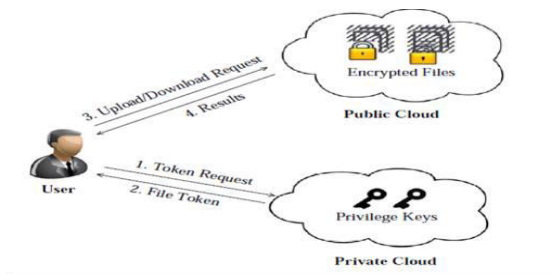 3. Upload/Download Request
4. Results
Encrypted Files
Public Cloud
User
1. Token Request
2. File Token
Privilege Keys
Private Cloud